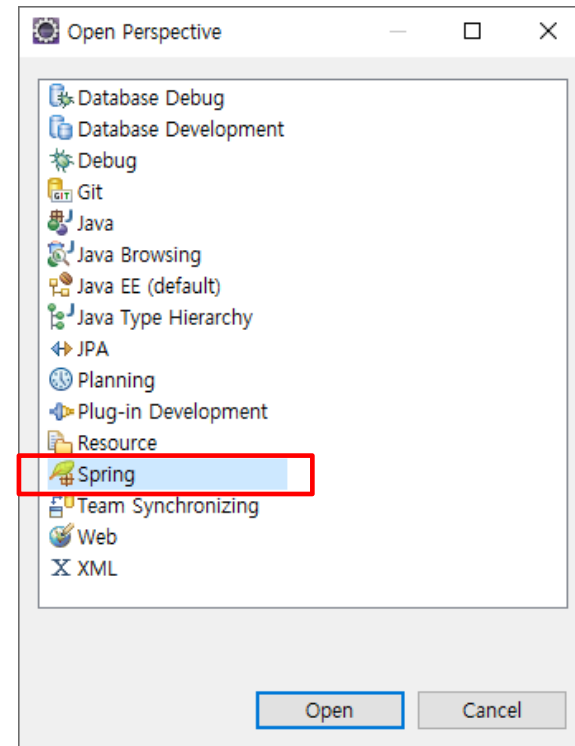 Open Perspective
Database Debug
Database Development
Debug
GIT Git
Java
Java Browsing
Java EE (default)
Java Type Hierarchy
JPA
Planning
Plug-in Development
Resource
Spring
Team Synchronizing
Web
X XML
Open Cancel